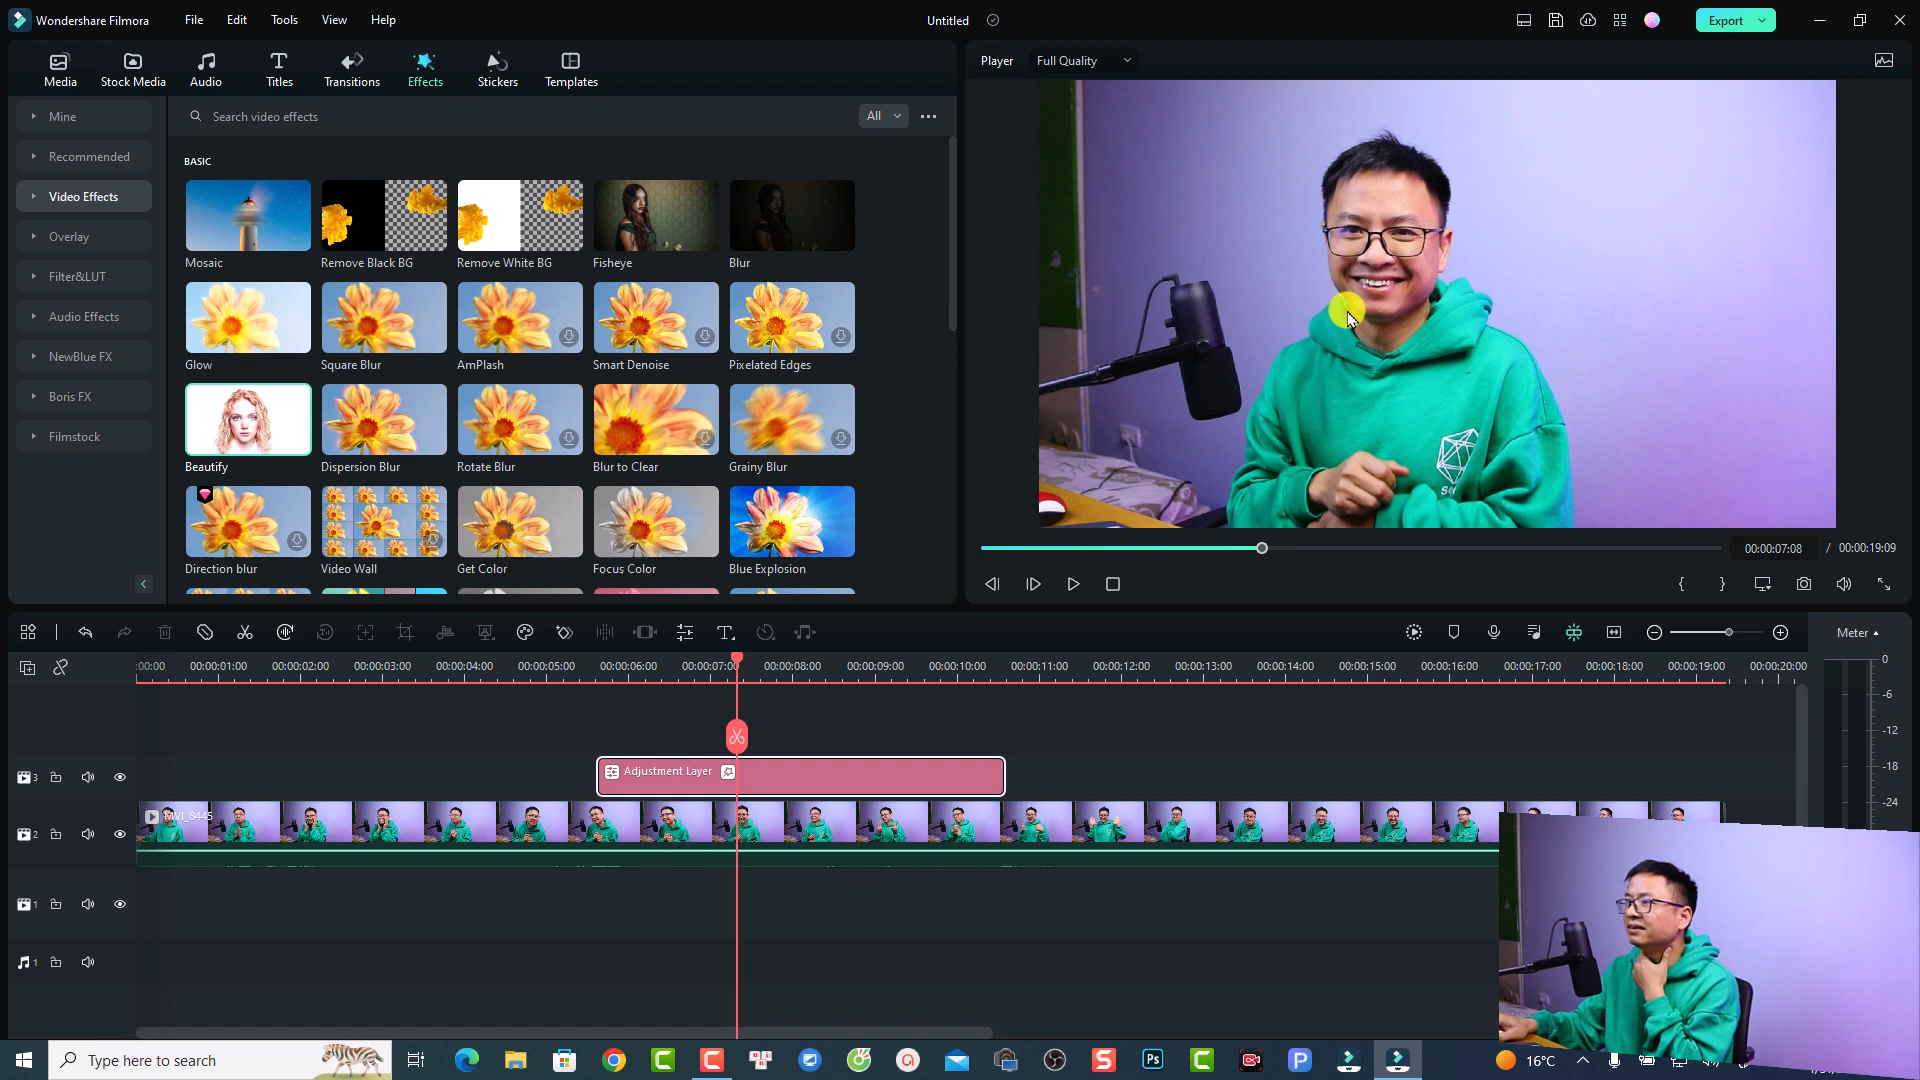 Wondershare Filmora
File
Edit
Tools
View
Help
Untitled
Export
Media
Stock Media
Audio
Titles
Transitions
Effects
Stickers
Templates
Player
Full Quality
Mine
Recommended
Video Effects
Overlay
Filter&LUT
Audio Effects
NewBlue FX
Boris FX
Filmstock
Search video effects
All
BASIC
Mosaic
Remove Black BG
Remove White BG
Fisheye
Blur
Glow
Square Blur
AmPlash
Smart Denoise
Pixelated Edges
Beautify
Dispersion Blur
Rotate Blur
Blur to Clear
Grainy Blur
Direction blur
Video Wall
Get Color
Focus Color
Blue Explosion
00:00:07:08 / 00:00:19:09
Meter
:00:00
00:00:01:00
00:00:02:00
00:00:03:00
00:00:04:00
00:00:05:00
00:00:06:00
00:00:07:00
00:00:08:00
00:00:09:00
00:00:10:00
00:00:11:00
00:00:12:00
00:00:13:00
00:00:14:00
00:00:15:00
00:00:16:00
00:00:17:00
00:00:18:00
00:00:19:00
00:00:20:00
0
-6
-12
-18
-24
3
Adjustment Layer
2
MVI_8445
1
1
Type here to search
Ps
16°C